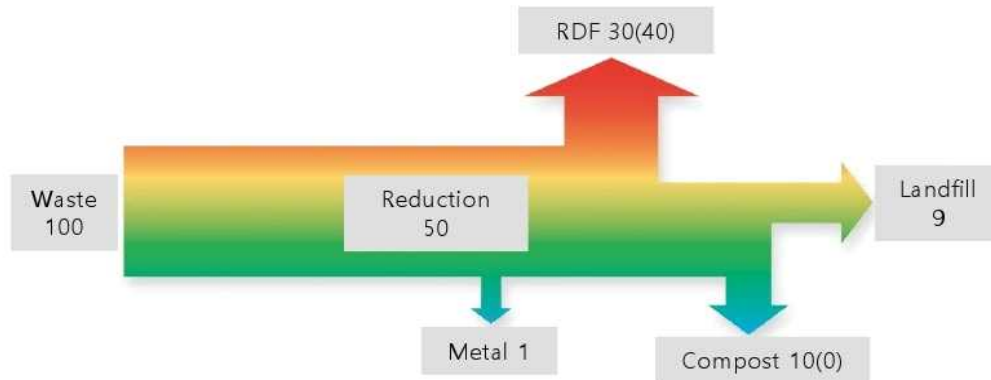 RDF 30(40)
Waste
100
Reduction
50
Landfill
9
Metal 1
Compost 10(0)